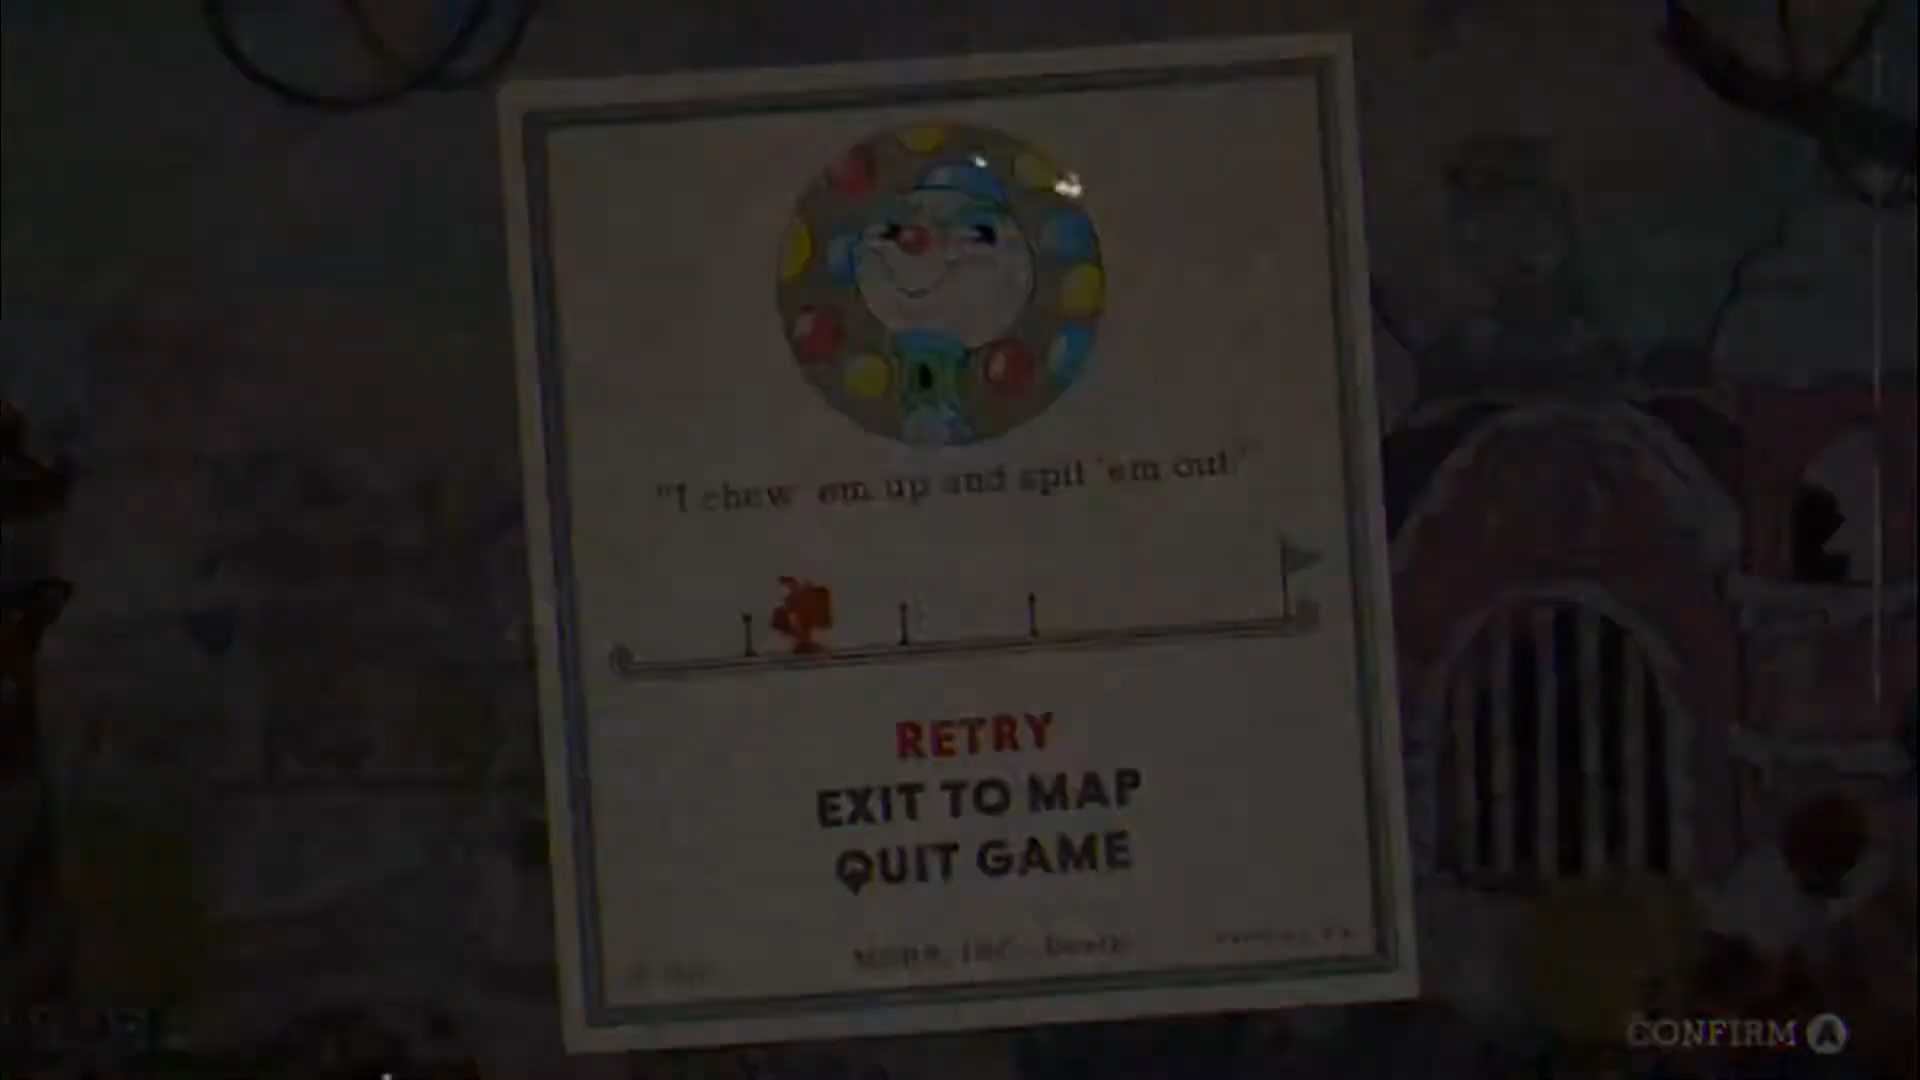 "I chew 'em up and spit 'em out."
RETRY
EXIT TO MAP
QUIT GAME
CONFIRM A